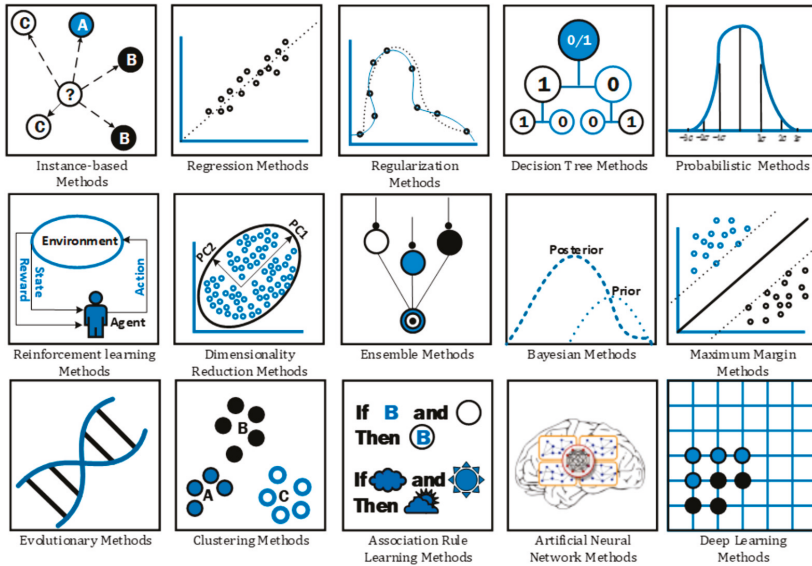 C
A
B
?
C
B
Instance-based
Methods
Regression Methods
Regularization
Methods
0/1
1
0
1
0
0
1
Decision Tree Methods
Probabilistic Methods
Environment
Reward
State
Action
Agent
Reinforcement learning
Methods
PC2
PC1
Dimensionality
Reduction Methods
Ensemble Methods
Posterior
Prior
Bayesian Methods
Maximum Margin
Methods
Evolutionary Methods
B
A
C
Clustering Methods
If B and
Then B
If and
Then
Association Rule
Learning Methods
Artificial Neural
Network Methods
Deep Learning
Methods